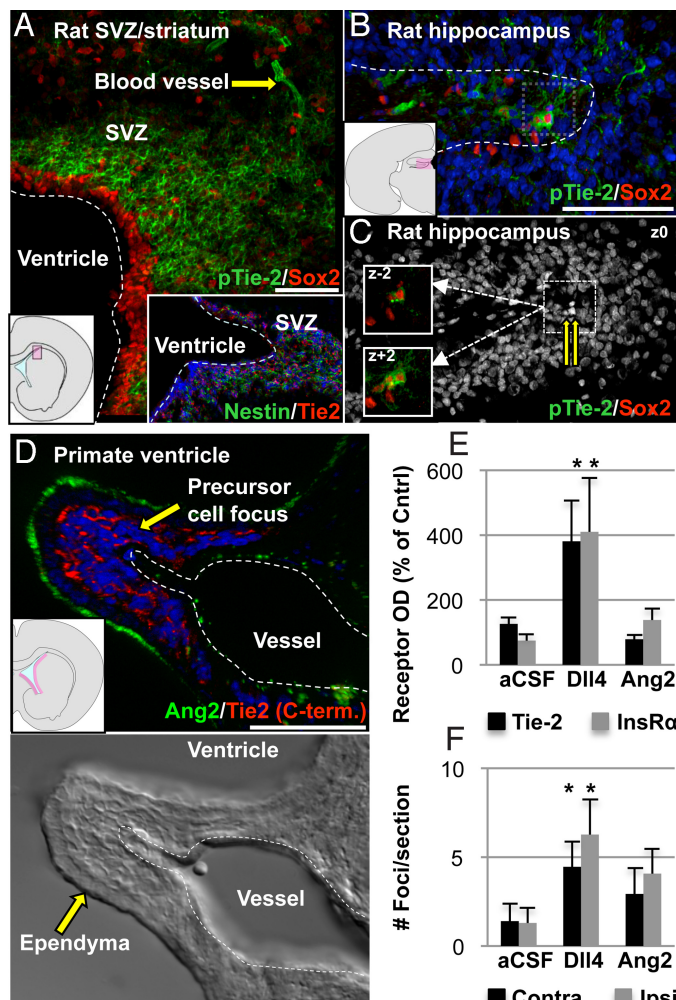 A Rat SVZ/striatum
Blood vessel
SVZ
Ventricle
pTie-2/Sox2
SVZ
Ventricle
Nestin/Tie2
B Rat hippocampus
pTie-2/Sox2
C Rat hippocampus z0
z-2
z+2
pTie-2/Sox2
D Primate ventricle
Precursor
cell focus
Vessel
Ang2/Tie2 (C-term.)
Ventricle
Vessel
Ependyma
E
Receptor OD (% of Cntrl)
600
400
200
0
* *
aCSF Dll4 Ang2
Tie-2 InsRα
F
# Foci/section
10
5
0
* *
aCSF Dll4 Ang2
Contra Ipsi